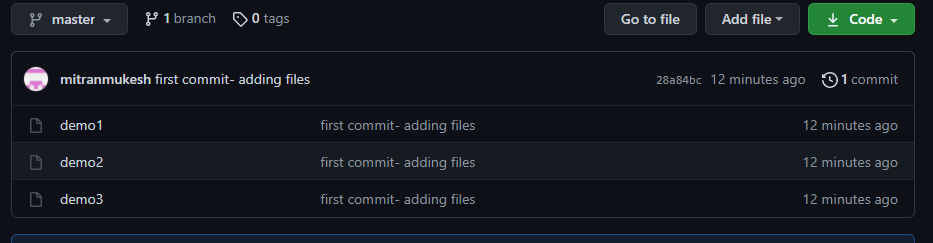 master 1 branch 0 tags Go to file Add file Code
mitranmukesh first commit- adding files 28a84bc 12 minutes ago 1 commit
demo1 first commit- adding files 12 minutes ago
demo2 first commit- adding files 12 minutes ago
demo3 first commit- adding files 12 minutes ago